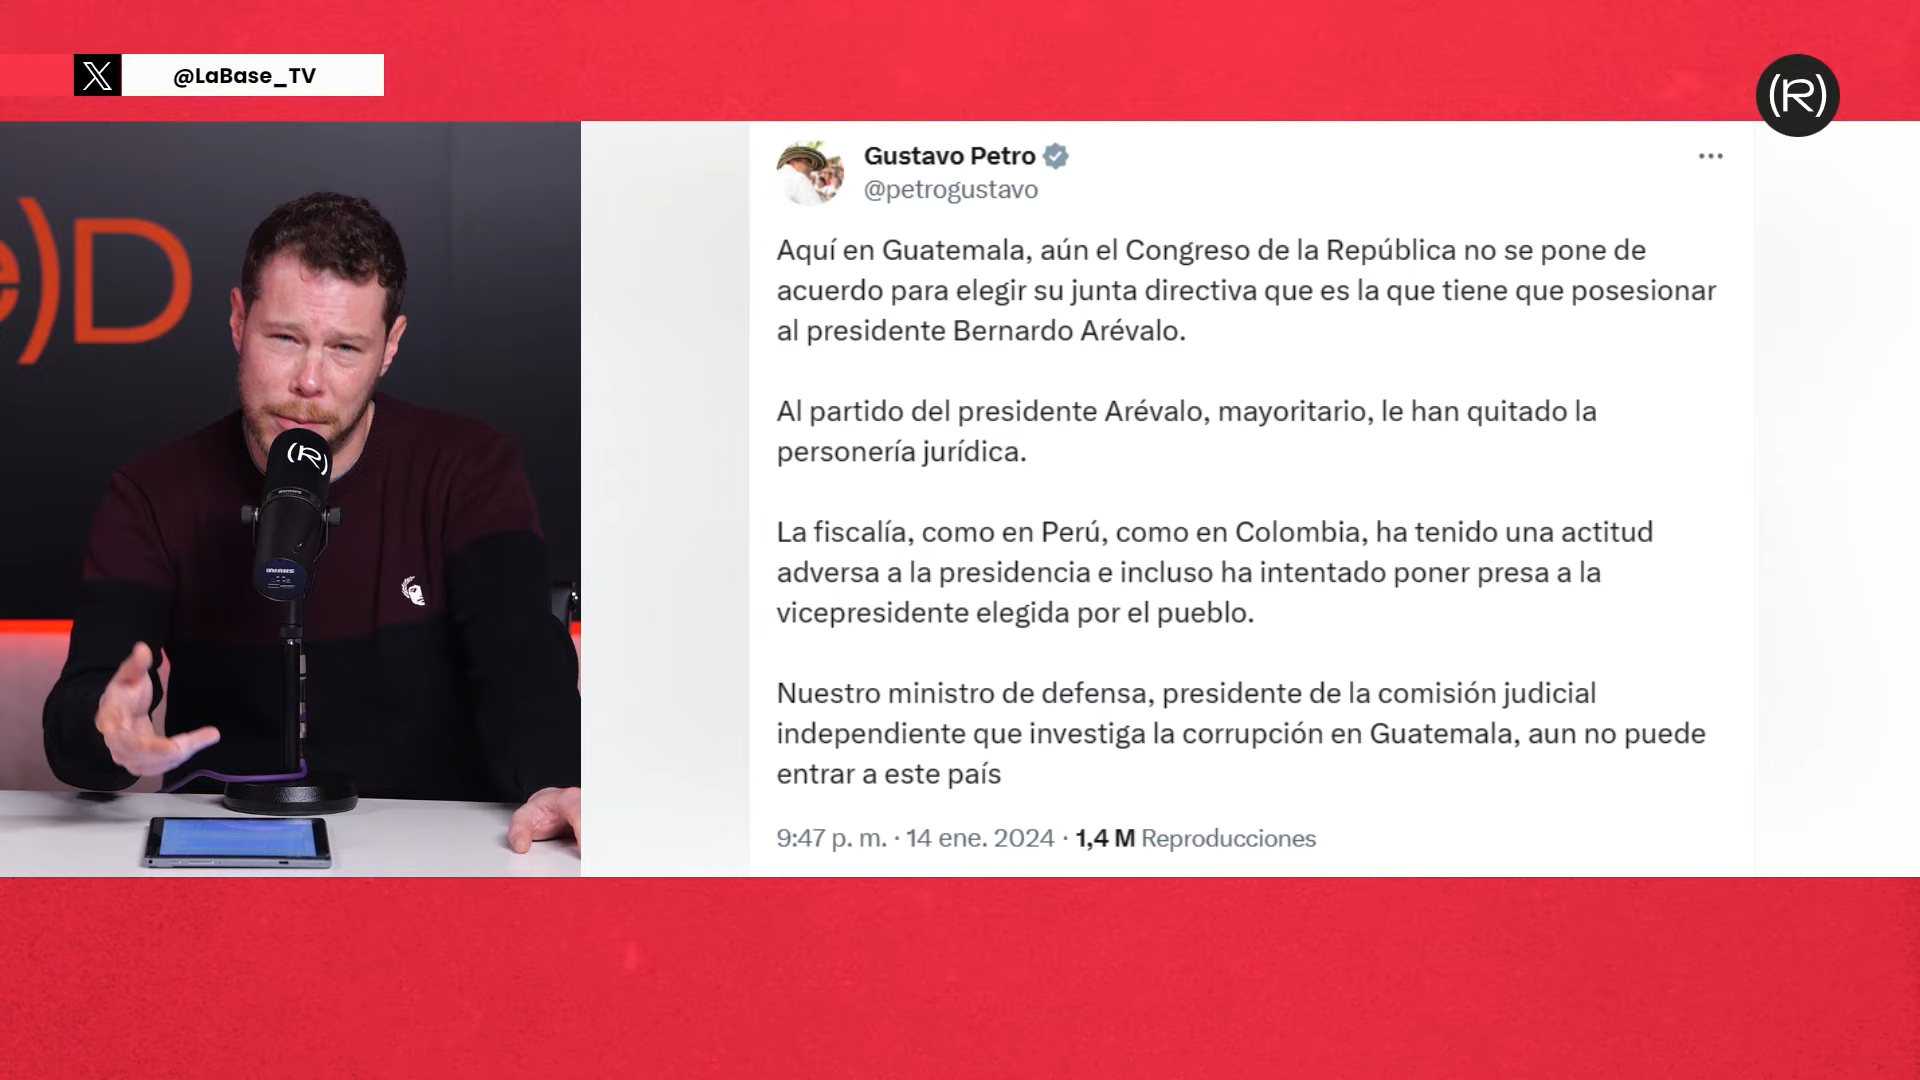 @LaBase_TV
(R)
e)D
(R)
SHURE
Gustavo Petro
@petrogustavo
Aquí en Guatemala, aún el Congreso de la República no se pone de
acuerdo para elegir su junta directiva que es la que tiene que posesionar
al presidente Bernardo Arévalo.
Al partido del presidente Arévalo, mayoritario, le han quitado la
personería jurídica.
La fiscalía, como en Perú, como en Colombia, ha tenido una actitud
adversa a la presidencia e incluso ha intentado poner presa a la
vicepresidente elegida por el pueblo.
Nuestro ministro de defensa, presidente de la comisión judicial
independiente que investiga la corrupción en Guatemala, aun no puede
entrar a este país
9:47 p. m. · 14 ene. 2024 · 1,4 M Reproducciones